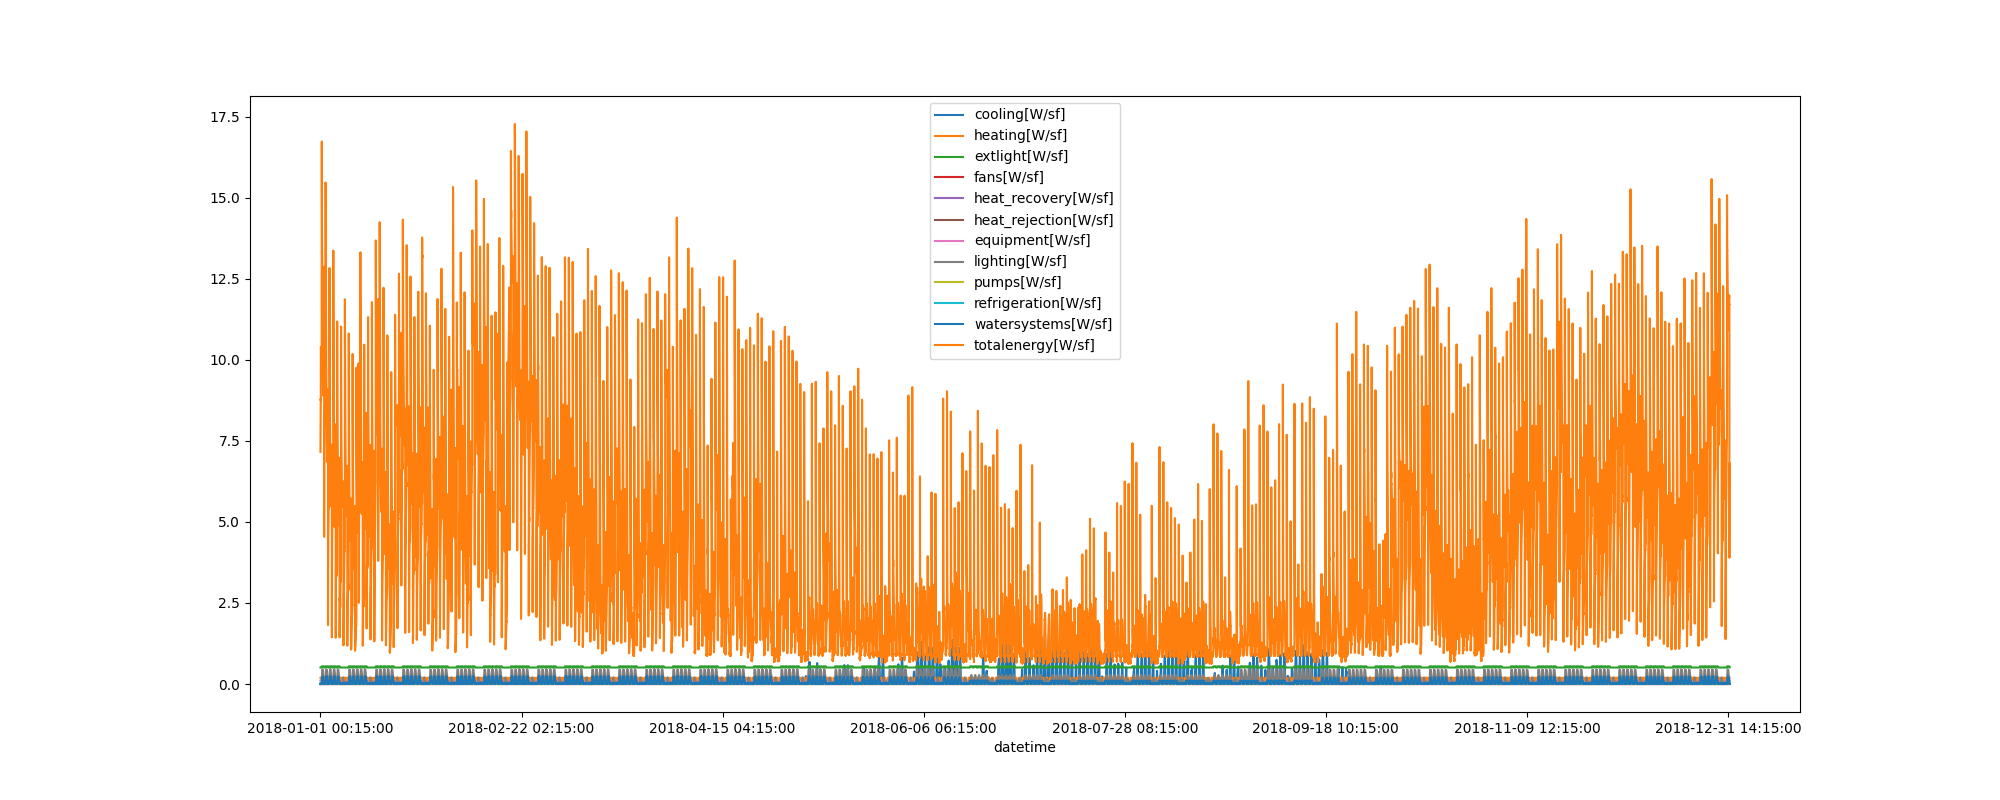 17.5
15.0
12.5
10.0
7.5
5.0
2.5
0.0
cooling[W/sf]
heating[W/sf]
extlight[W/sf]
fans[W/sf]
heat_recovery[W/sf]
heat_rejection[W/sf]
equipment[W/sf]
lighting[W/sf]
pumps[W/sf]
refrigeration[W/sf]
watersystems[W/sf]
totalenergy[W/sf]
2018-01-01 00:15:00 2018-02-22 02:15:00 2018-04-15 04:15:00 2018-06-06 06:15:00 2018-07-28 08:15:00 2018-09-18 10:15:00 2018-11-09 12:15:00 2018-12-31 14:15:00
datetime